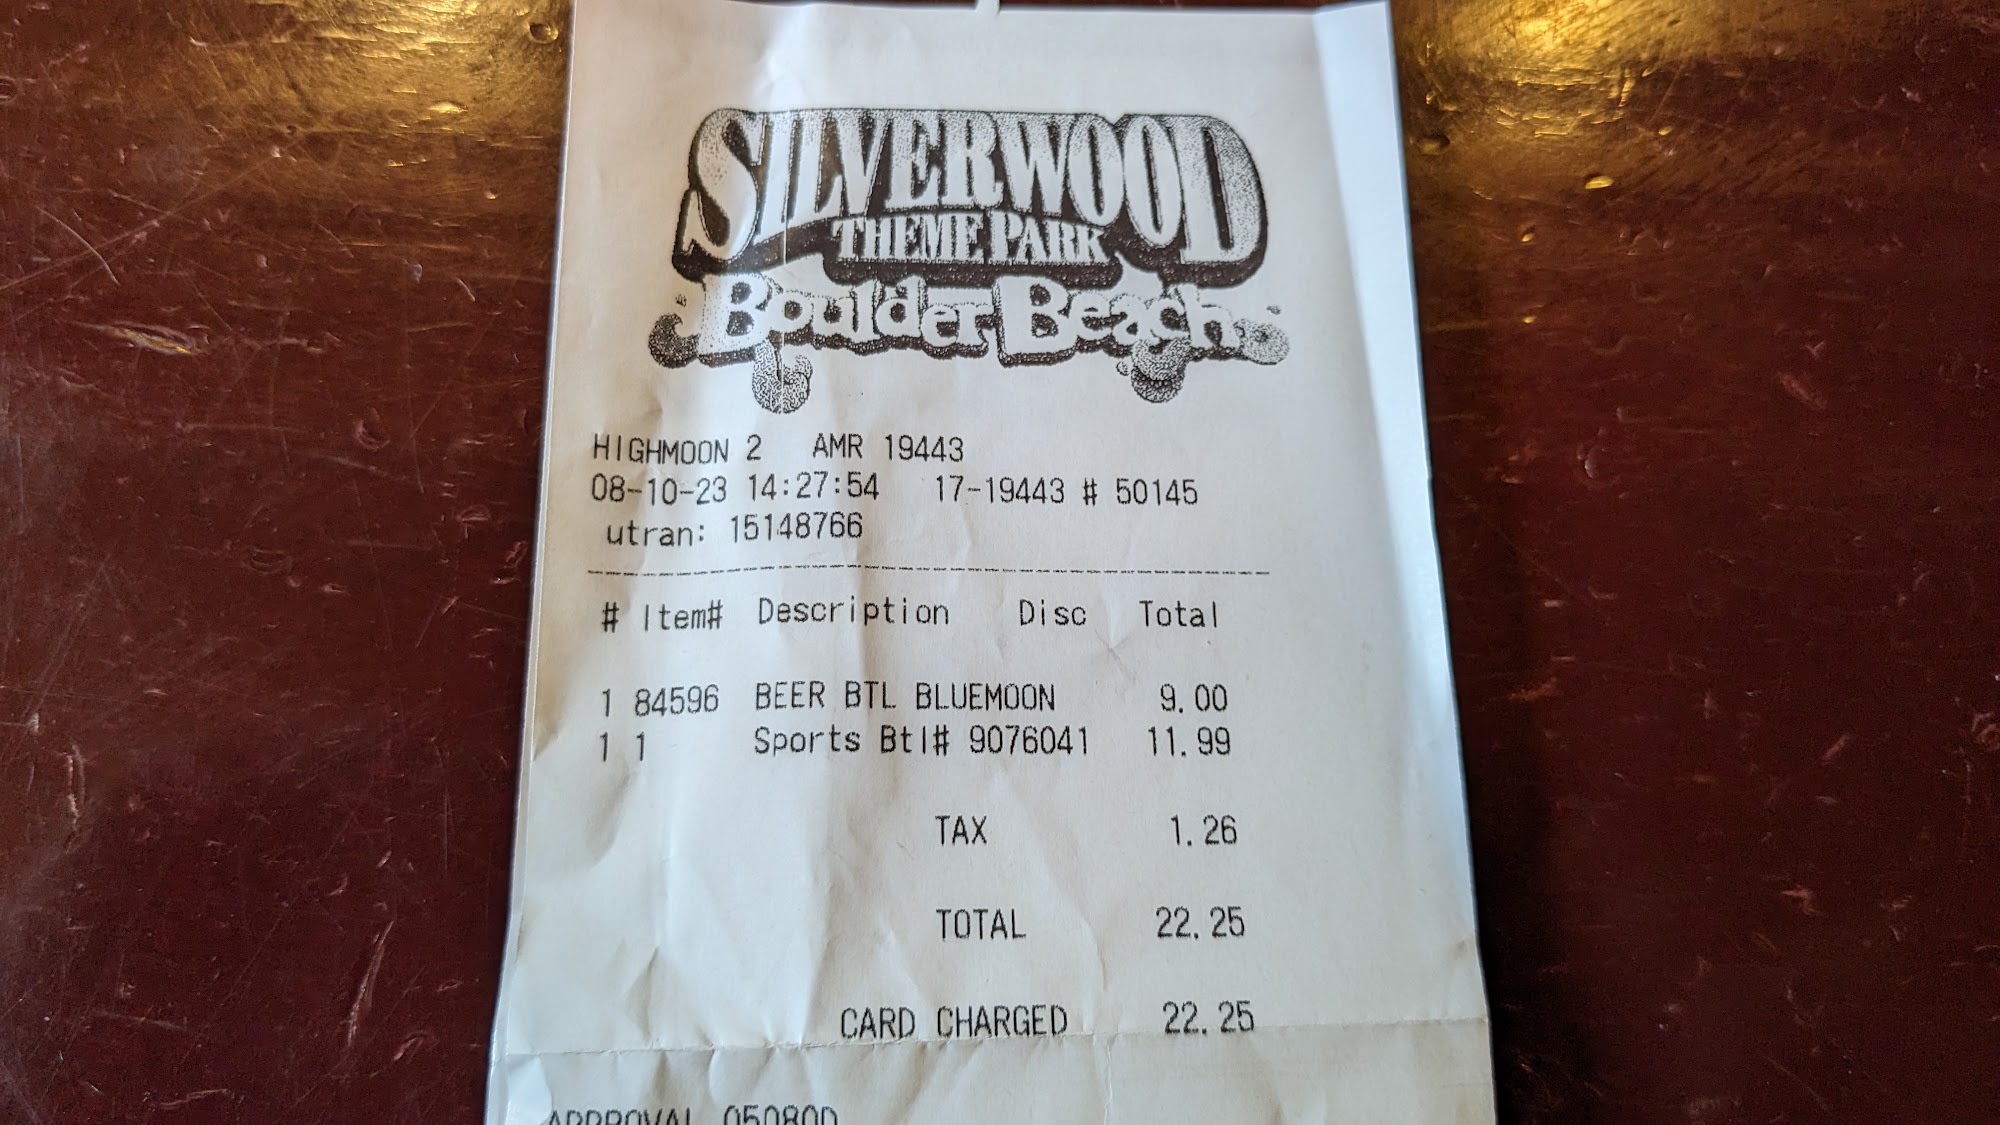 SILVERWOOD
THEME PARK
Boulder Beach
HIGHMOON 2 AMR 19443
08-10-23 14:27:54 17-19443 # 50145
utran: 15148766
# Item# Description Disc Total
1 84596 BEER BTL BLUEMOON 9.00
1 1 Sports Btl# 9076041 11.99
TAX 1.26
TOTAL 22.25
CARD CHARGED 22.25
APPROVAL 05080D